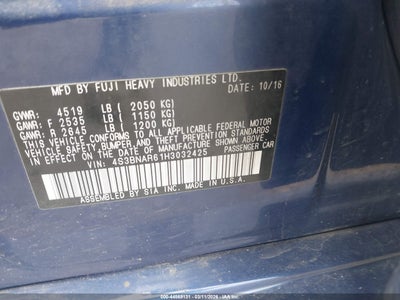 MFD BY FUJI HEAVY INDUSTRIES LTD.
DATE: 10/16
GVWR: 4519 LB ( 2050 KG)
GAWR: F 2535 LB ( 1150 KG)
GAWR: R 2645 LB ( 1200 KG)
THIS VEHICLE CONFORMS TO ALL APPLICABLE FEDERAL MOTOR
VEHICLE SAFETY, BUMPER, AND THEFT PREVENTION STANDARDS
IN EFFECT ON THE DATE OF MANUFACTURE SHOWN ABOVE.
VIN: 4S3BNAR61H3032425 PASSENGER CAR
ASSEMBLED BY SIA INC. IN U.S.A.